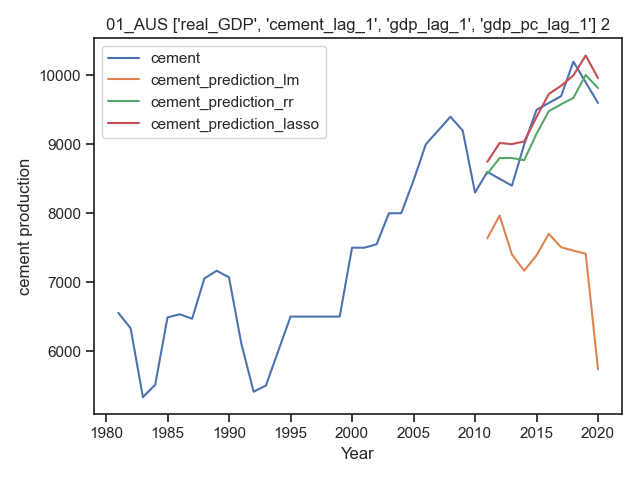 01_AUS ['real_GDP', 'cement_lag_1', 'gdp_lag_1', 'gdp_pc_lag_1'] 2
cement
cement_prediction_lm
cement_prediction_rr
cement_prediction_lasso
10000
9000
8000
7000
6000
cement production
1980 1985 1990 1995 2000 2005 2010 2015 2020
Year